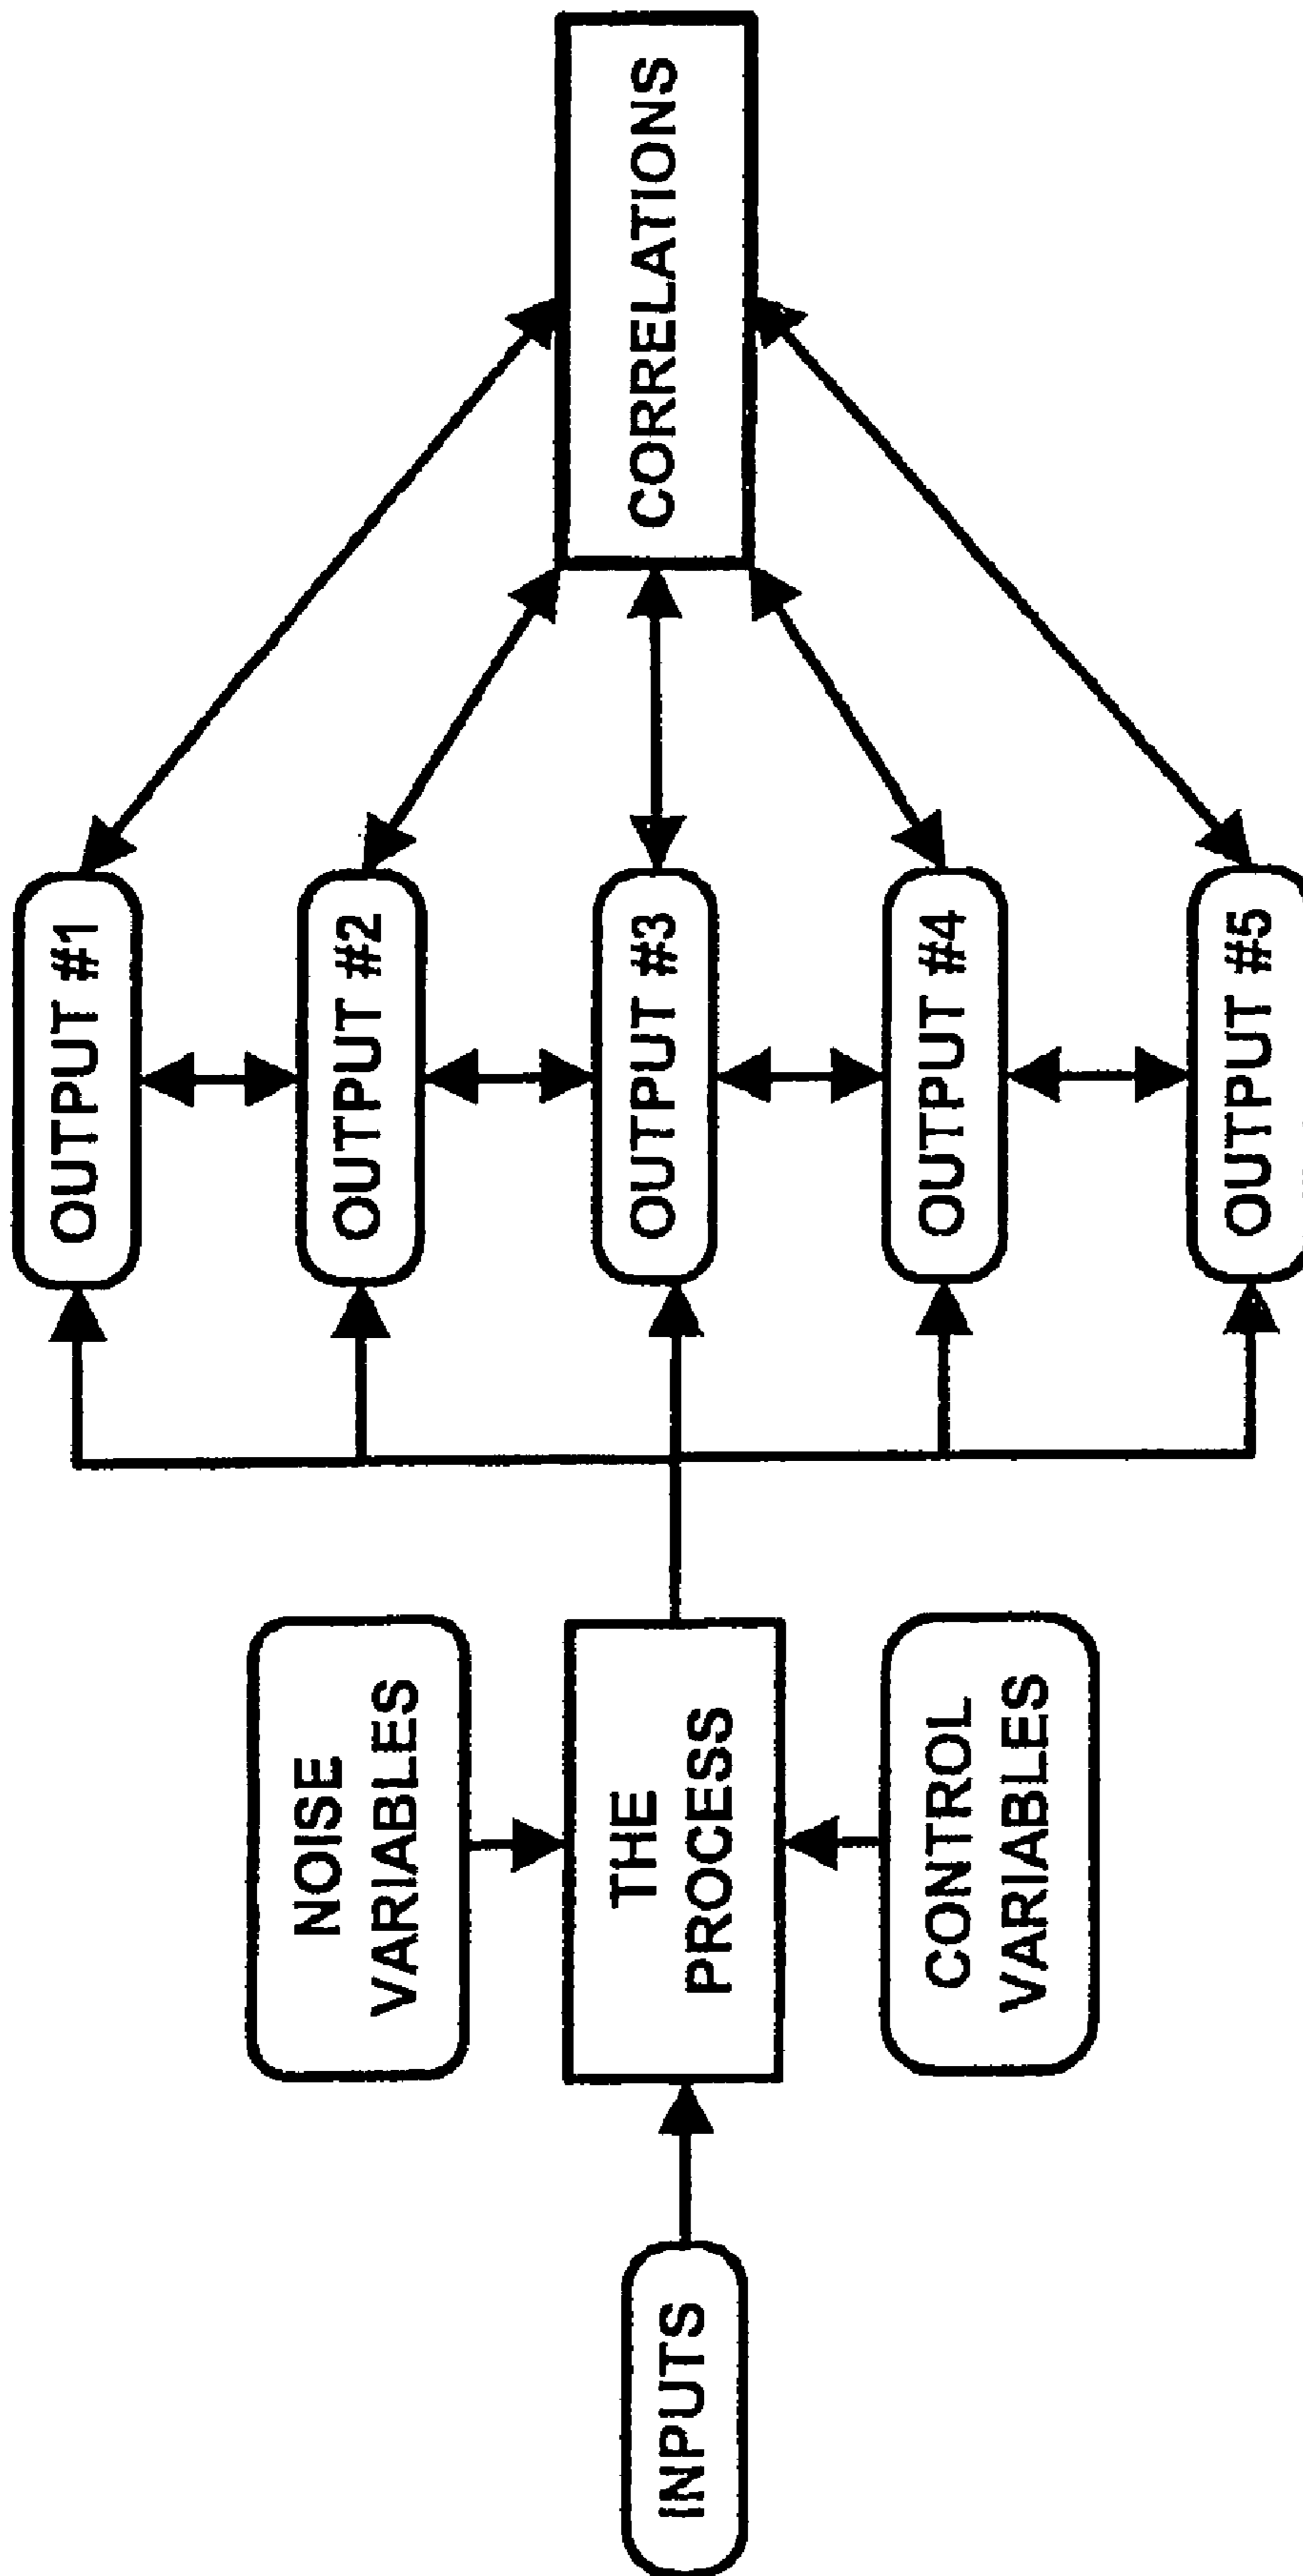 INPUTS
NOISE
VARIABLES
THE
PROCESS
CONTROL
VARIABLES
OUTPUT #1
OUTPUT #2
OUTPUT #3
OUTPUT #4
OUTPUT #5
CORRELATIONS